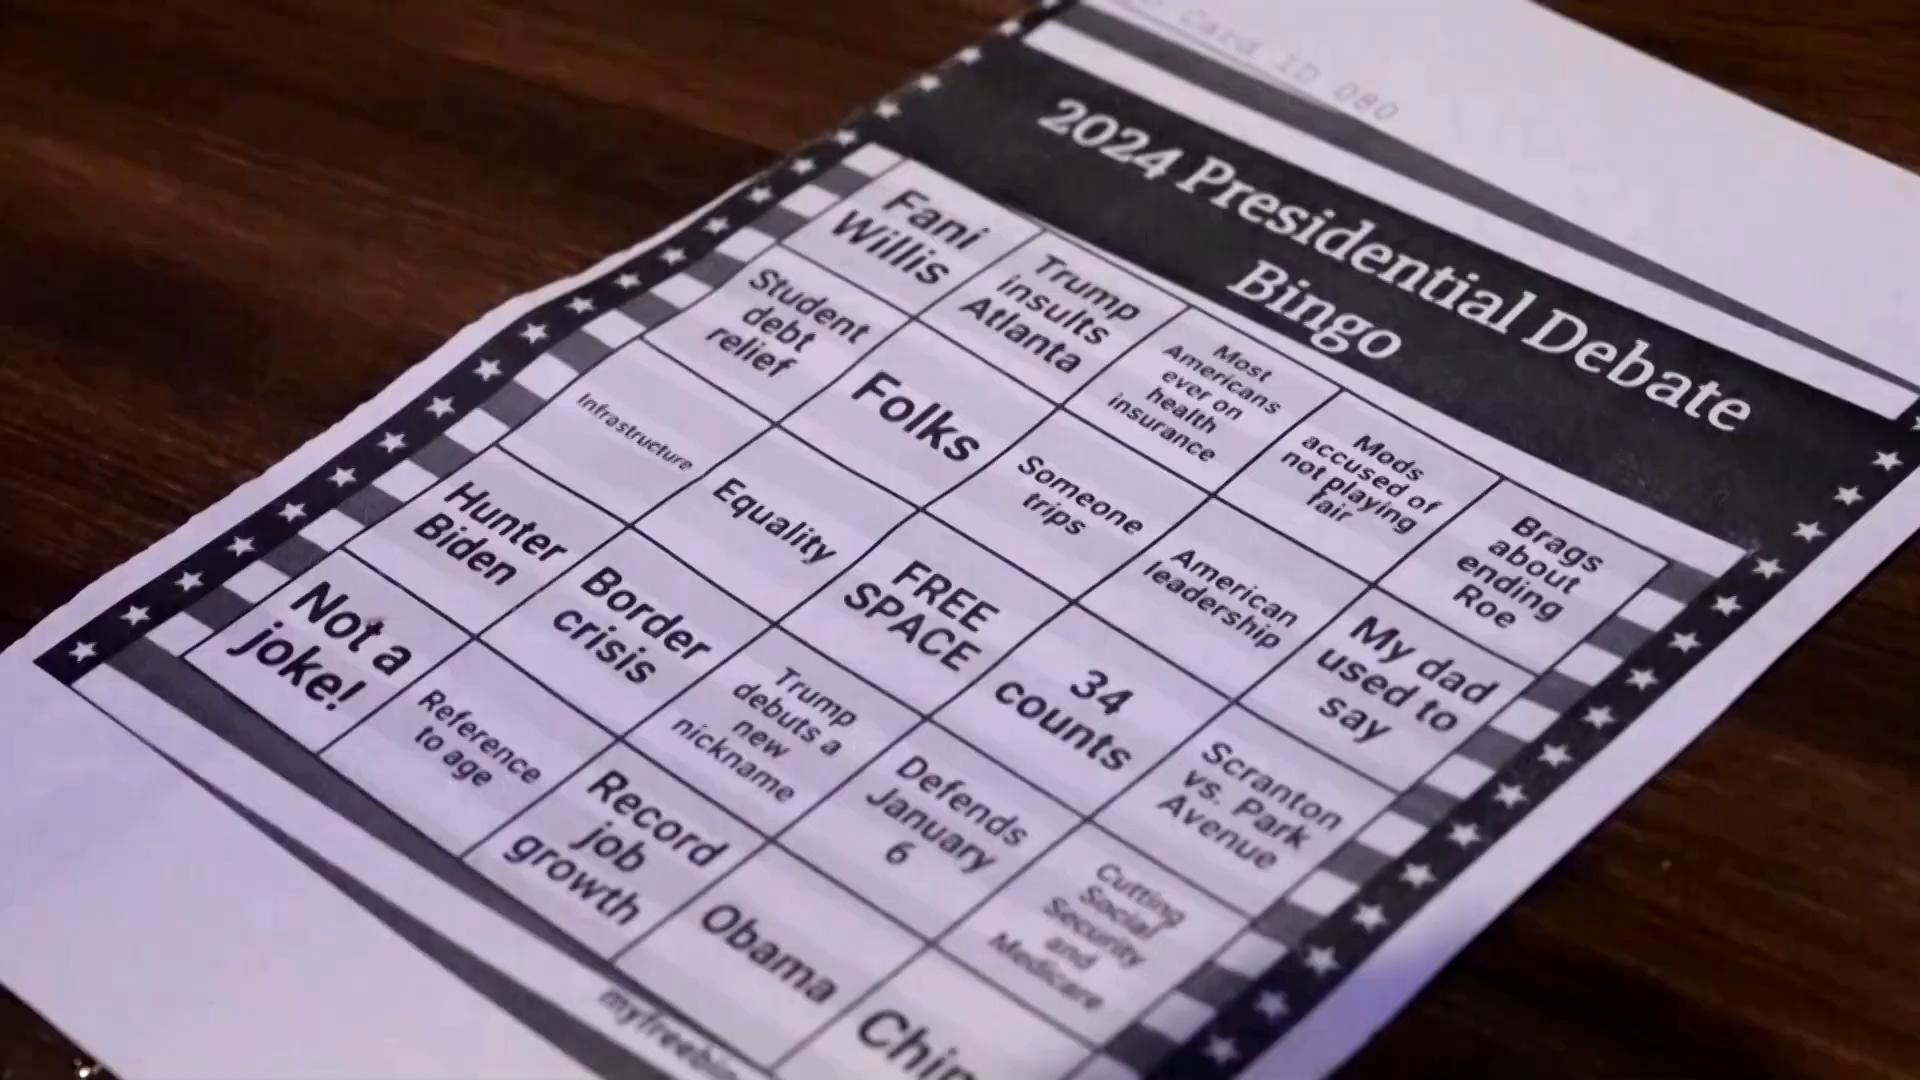 Card ID 080
2024 Presidential Debate
Bingo
Fani
Willis
Trump
insults
Atlanta
Most
Americans
ever on
health
insurance
Mods
accused of
not playing
fair
Brags
about
ending
Roe
Student
debt
relief
Folks
Someone
trips
American
leadership
My dad
used to
say
Infrastructure
Equality
FREE
SPACE
34
counts
Scranton
vs. Park
Avenue
Hunter
Biden
Border
crisis
Trump
debuts a
new
nickname
Defends
January
6
Cutting
Social
Security
and
Medicare
Not a
joke!
Reference
to age
Record
job
growth
Obama